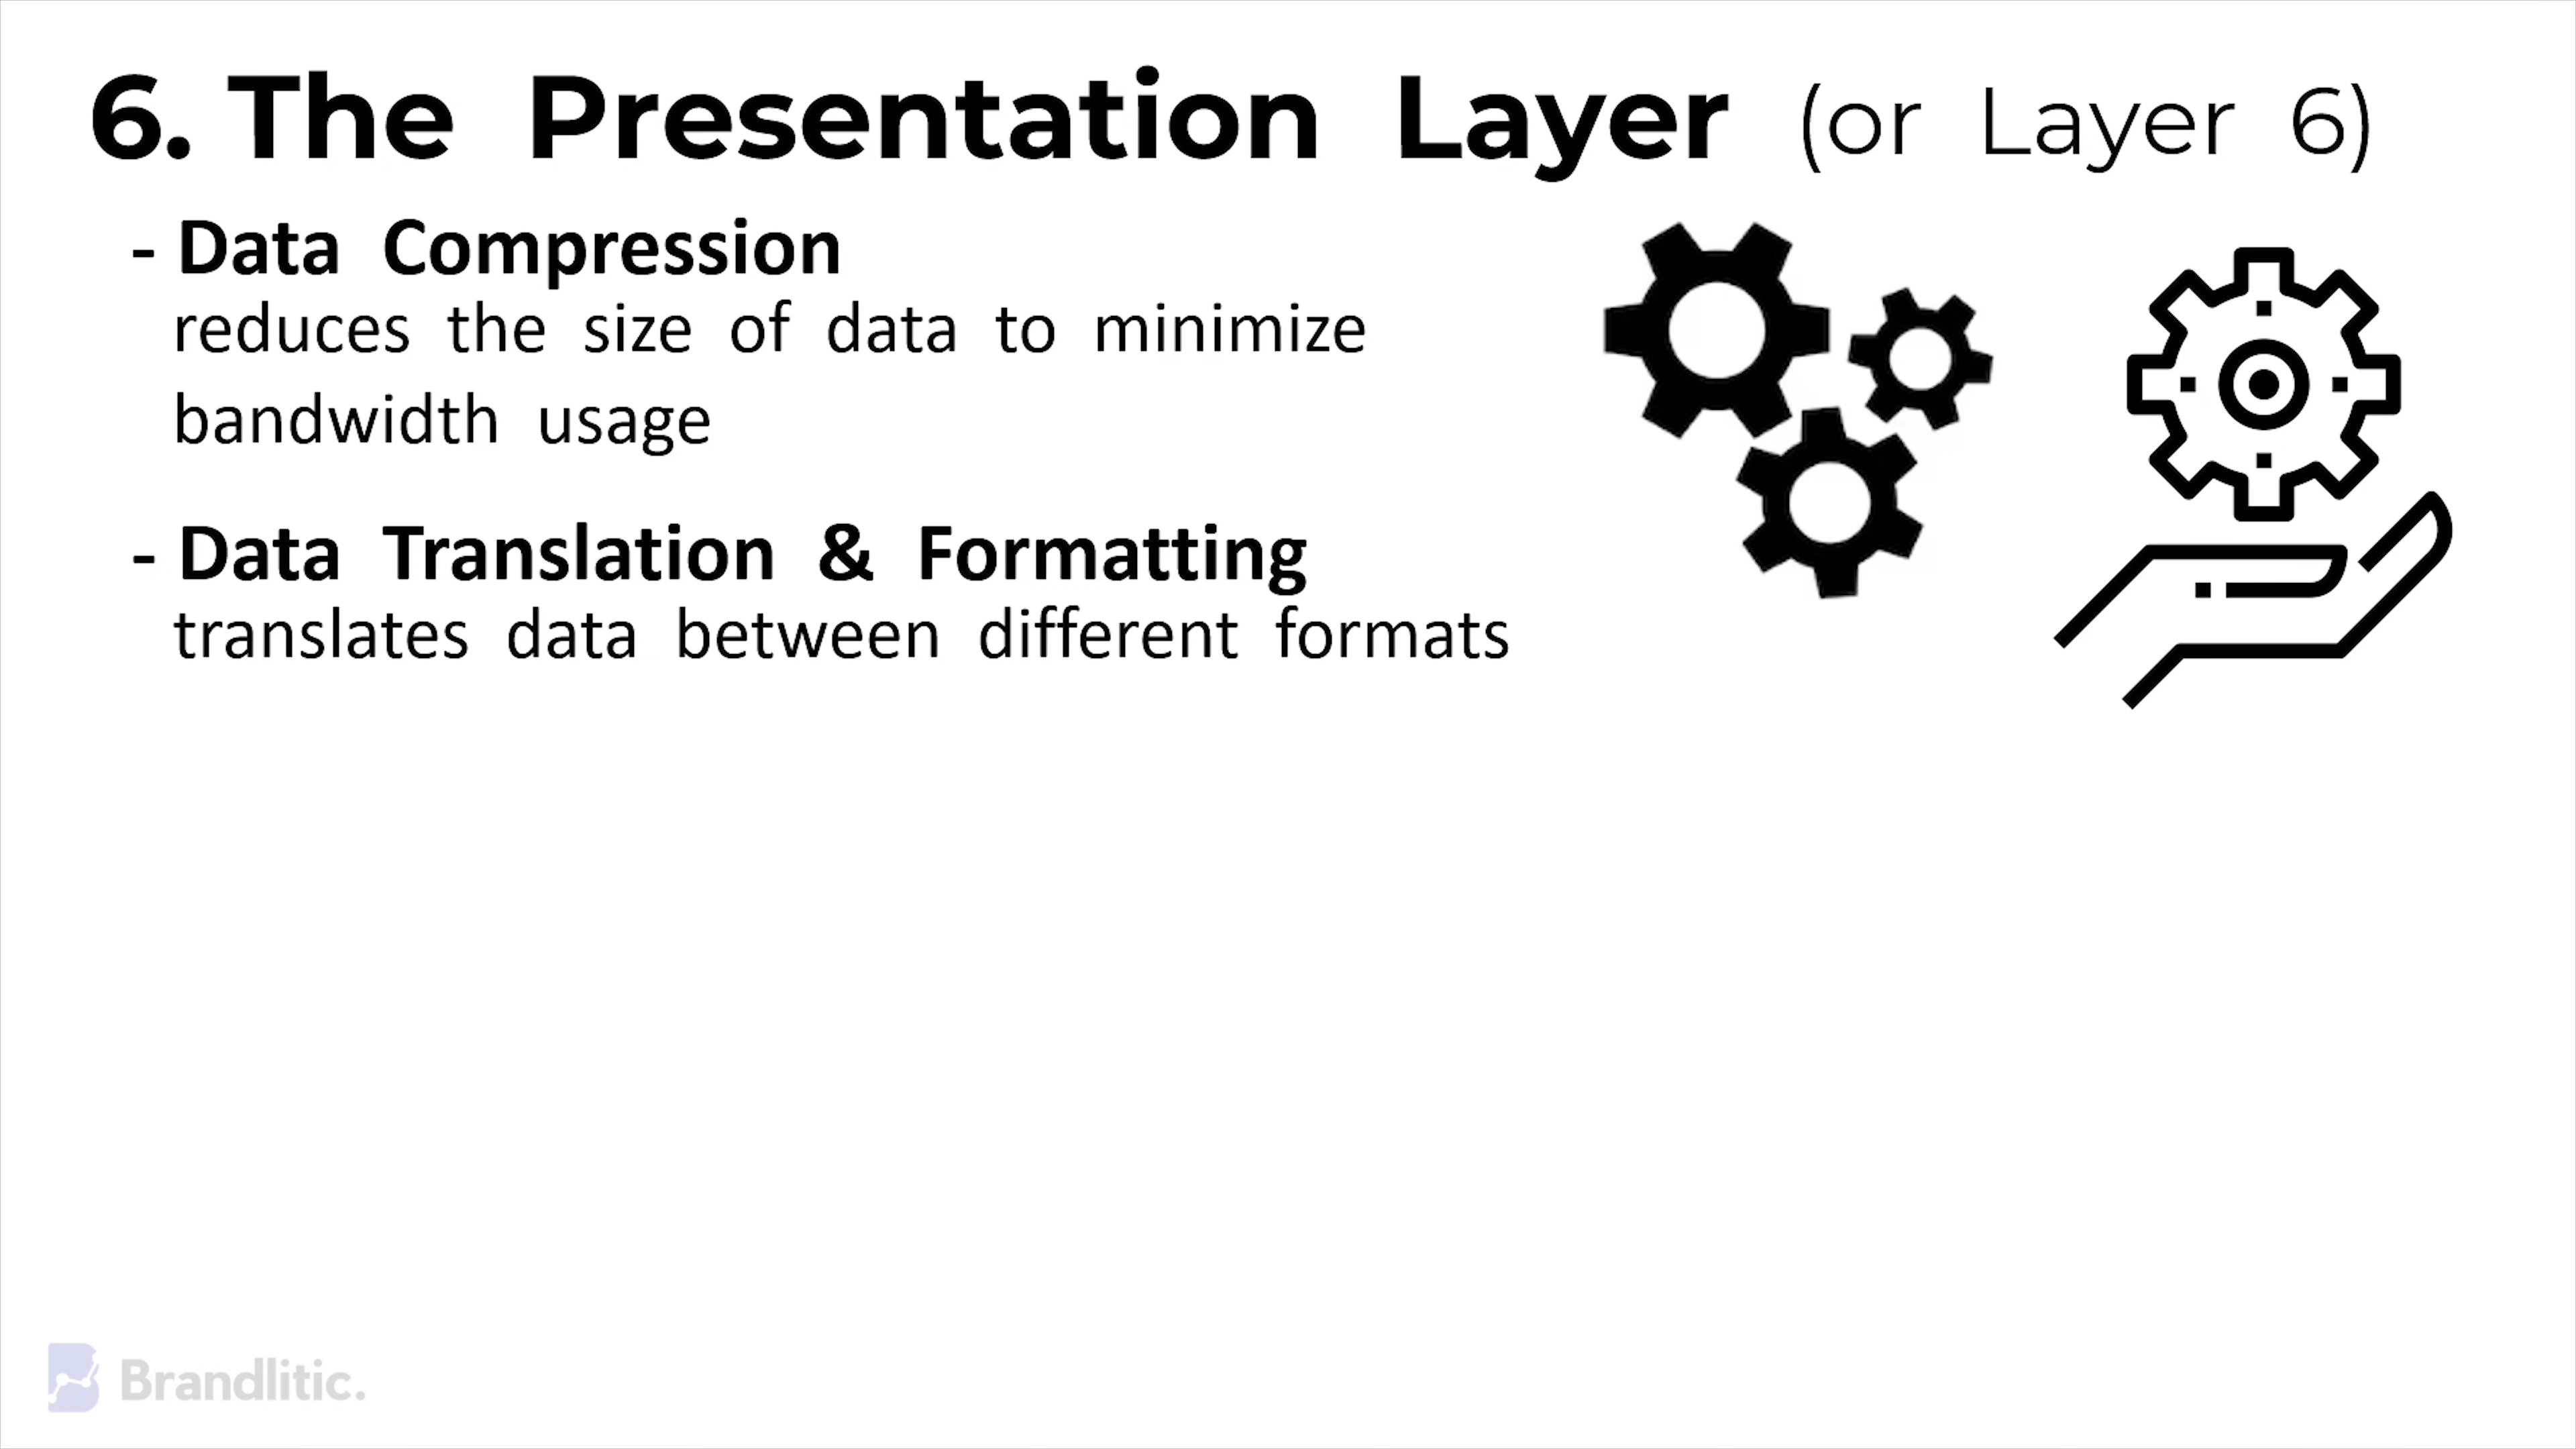 6. The Presentation Layer (or Layer 6)
- Data Compression
reduces the size of data to minimize
bandwidth usage
- Data Translation & Formatting
translates data between different formats
Brandlitic.